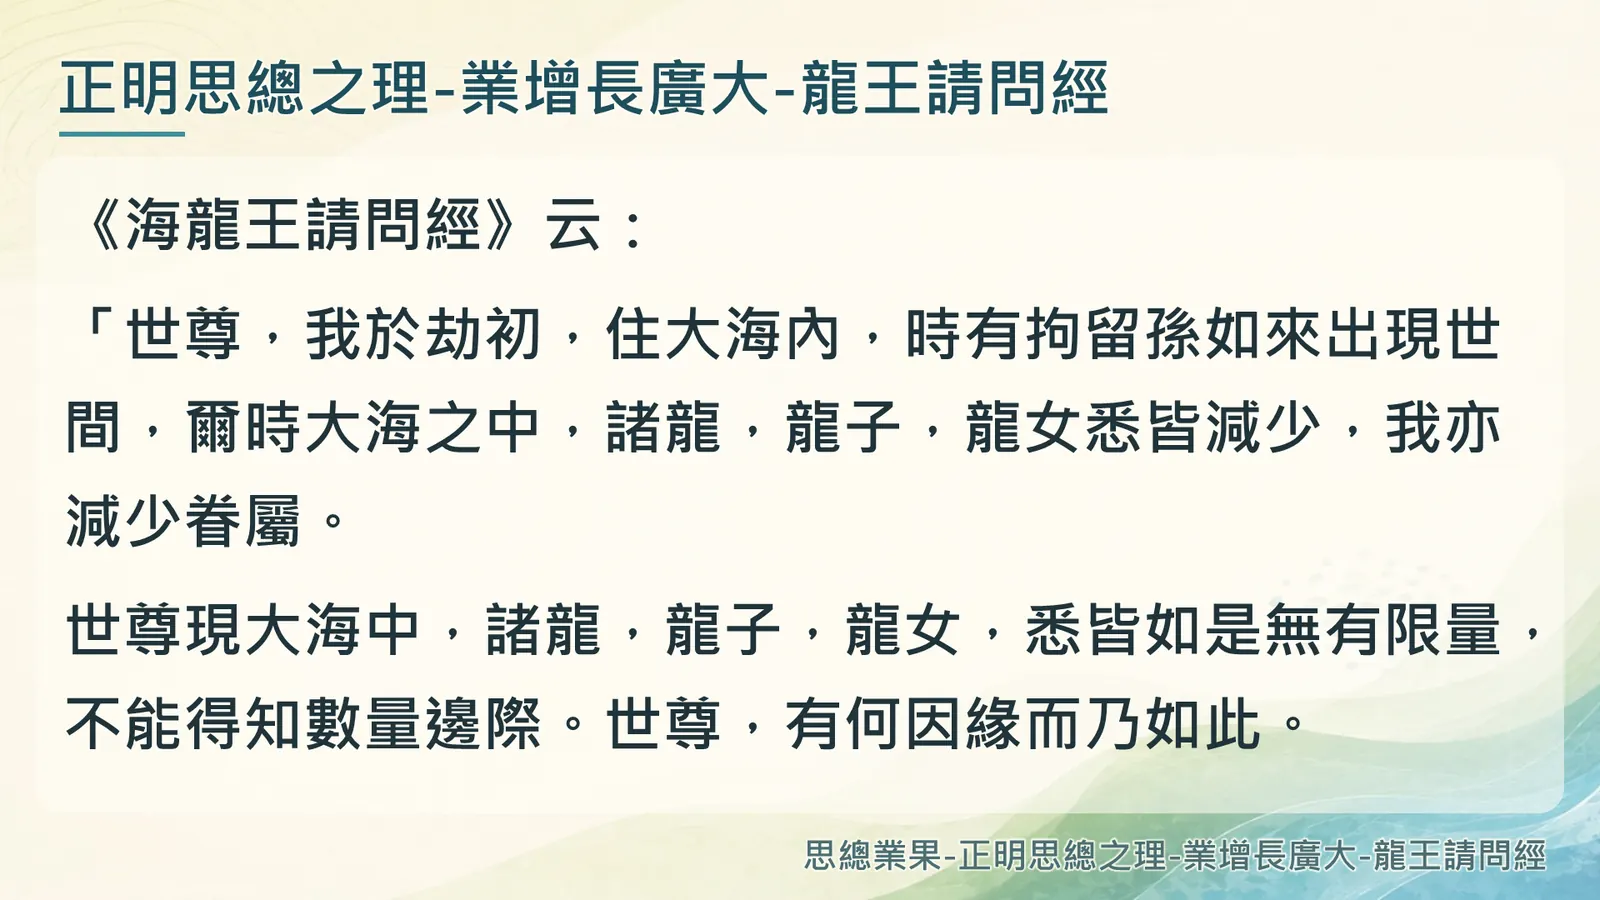 正明思總之理-業增長廣大-龍王請問經
《海龍王請問經》云：
「世尊，我於劫初，住大海內，時有拘留孫如來出現世
間，爾時大海之中，諸龍，龍子，龍女悉皆減少，我亦
減少眷屬。
世尊現大海中，諸龍，龍子，龍女，悉皆如是無有限量，
不能得知數量邊際。世尊，有何因緣而乃如此。
思總業果-正明思總之理-業增長廣大-龍王請問經